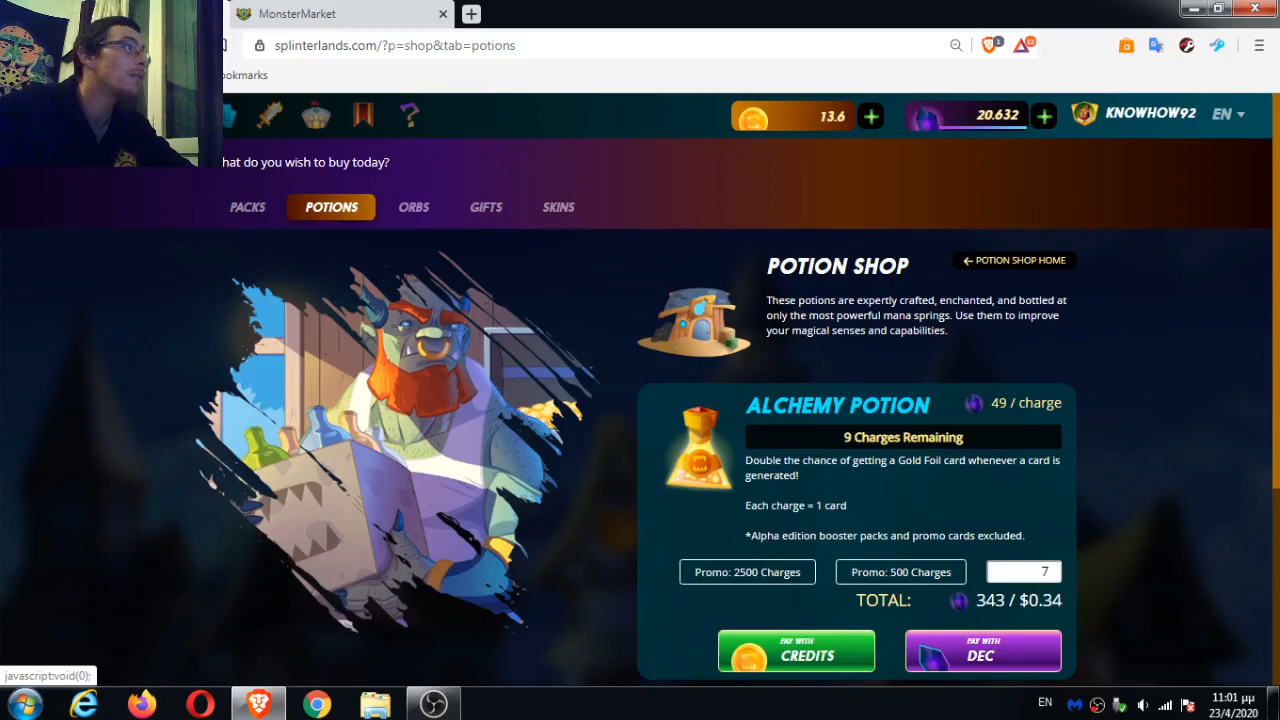 MonsterMarket
splinterlands.com/?p=shop&tab=potions
1
12
ookmarks
13.6
20.632
KNOWHOW92
EN
hat do you wish to buy today?
PACKS
POTIONS
ORBS
GIFTS
SKINS
POTION SHOP
← POTION SHOP HOME
These potions are expertly crafted, enchanted, and bottled at
only the most powerful mana springs. Use them to improve
your magical senses and capabilities.
ALCHEMY POTION
49 / charge
9 Charges Remaining
Double the chance of getting a Gold Foil card whenever a card is
generated!
Each charge = 1 card
*Alpha edition booster packs and promo cards excluded.
Promo: 2500 Charges
Promo: 500 Charges
7
TOTAL:
343 / $0.34
PAY WITH
CREDITS
PAY WITH
DEC
javascript:void(0);
EN
11:01 μμ
23/4/2020